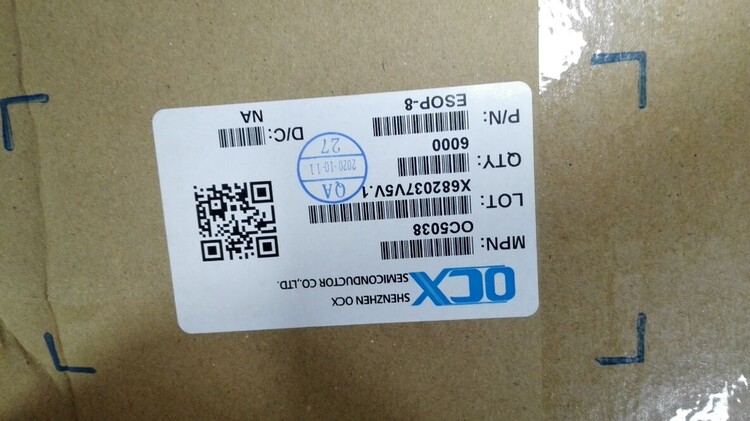 OCX
SHENZHEN OCX
SEMICONDUCTOR CO.,LTD.
MPN:
OC5038
LOT:
X682037V5V.1
QTY:
6000
P/N:
ESOP-8
D/C:
NA
QA
2020-10-11
27